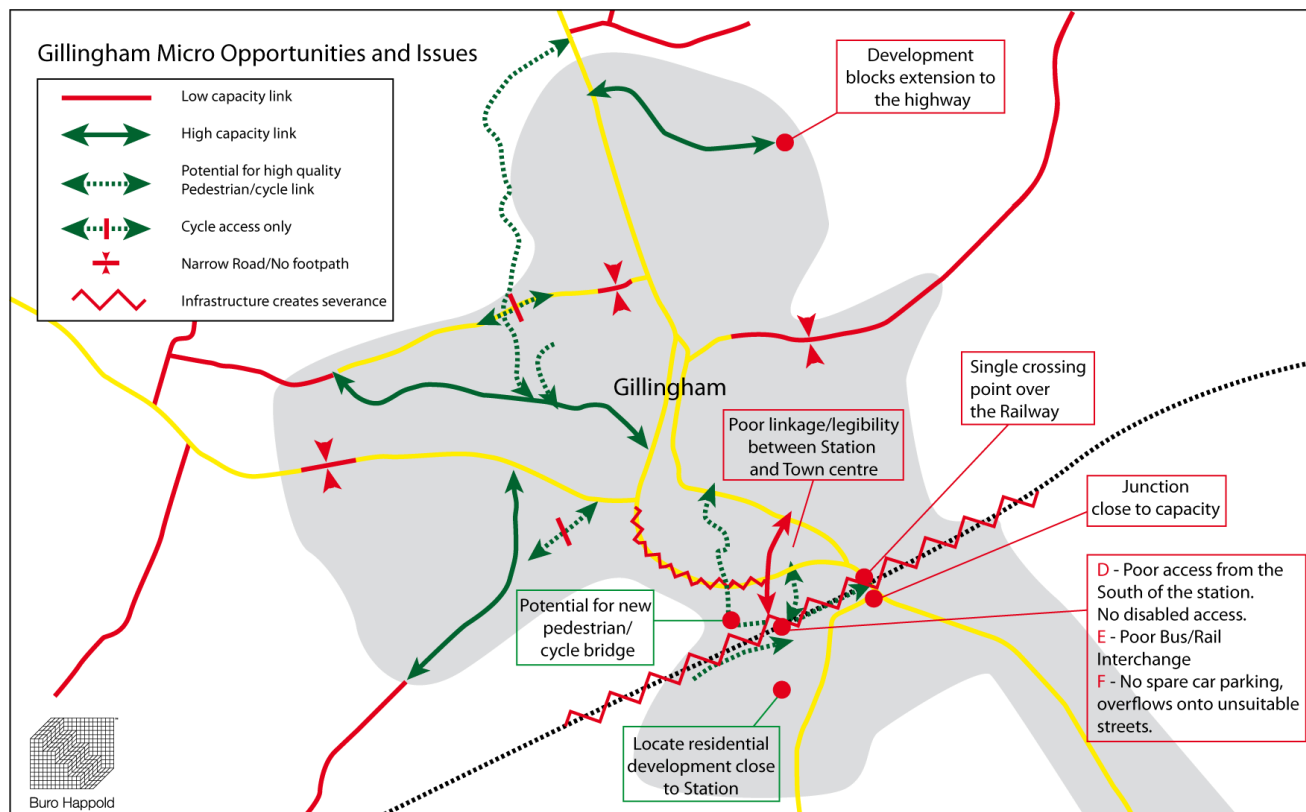 Gillingham Micro Opportunities and Issues
Low capacity link
High capacity link
Potential for high quality
Pedestrian/cycle link
Cycle access only
Narrow Road/No footpath
Infrastructure creates severance
Development
blocks extension to
the highway
Gillingham
Single crossing
point over
the Railway
Poor linkage/legibility
between Station
and Town centre
Junction
close to capacity
D - Poor access from the
South of the station.
No disabled access.
E - Poor Bus/Rail
Interchange
F - No spare car parking,
overflows onto unsuitable
streets.
Potential for new
pedestrian/
cycle bridge
Locate residential
development close
to Station
Buro Happold